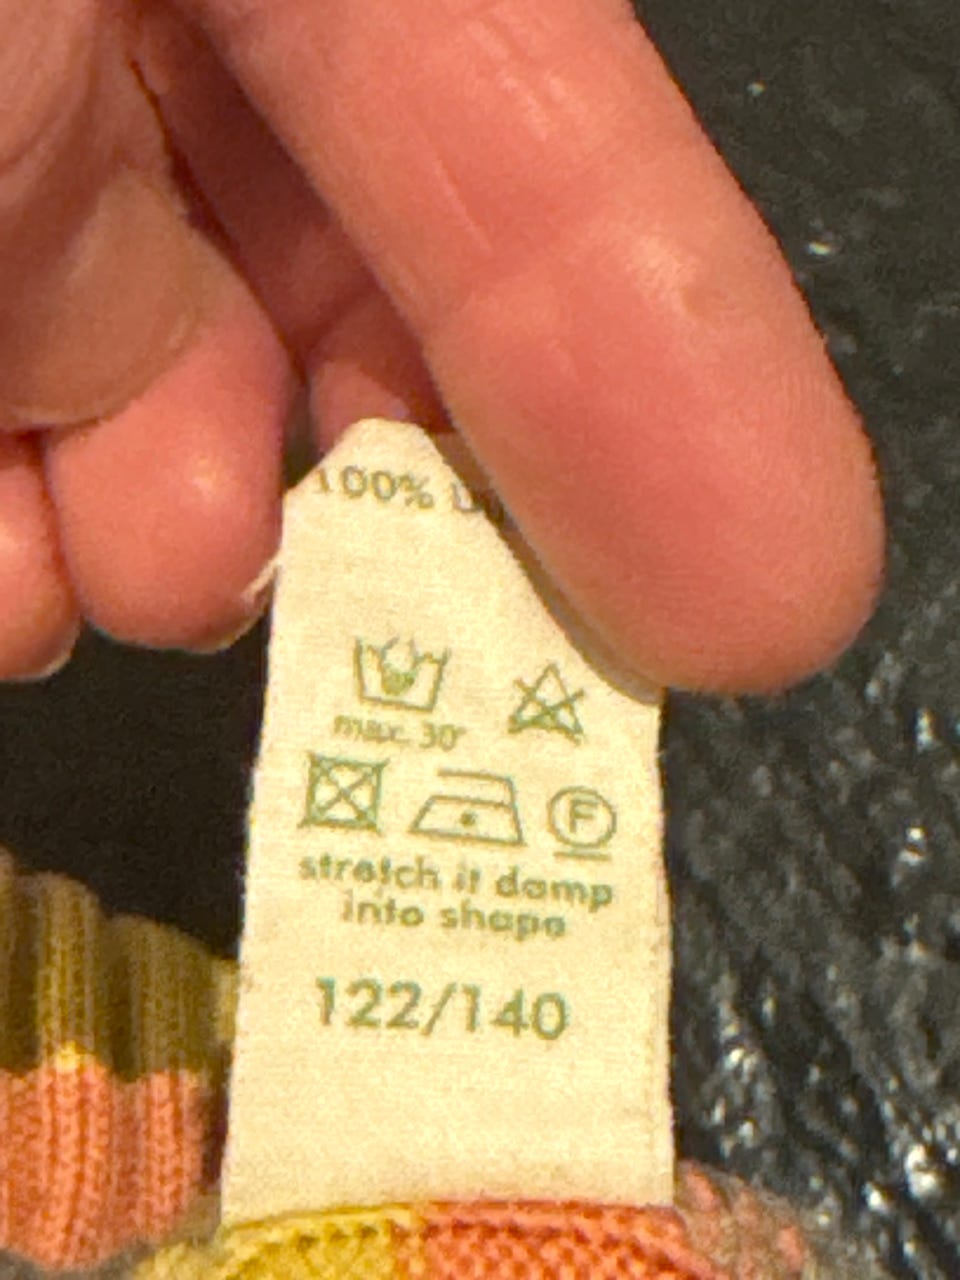 100%
max. 30°
F
stretch it damp
into shape
122/140